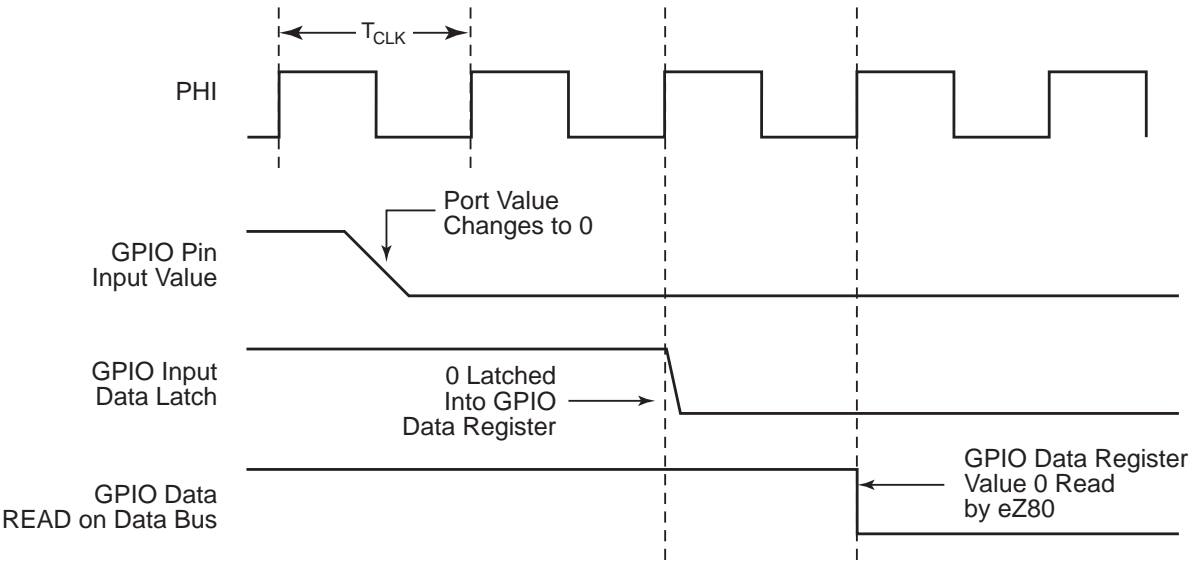 T_CLK
PHI
Port Value
Changes to 0
GPIO Pin
Input Value
GPIO Input
Data Latch
0 Latched
Into GPIO
Data Register
GPIO Data
READ on Data Bus
GPIO Data Register
Value 0 Read
by eZ80